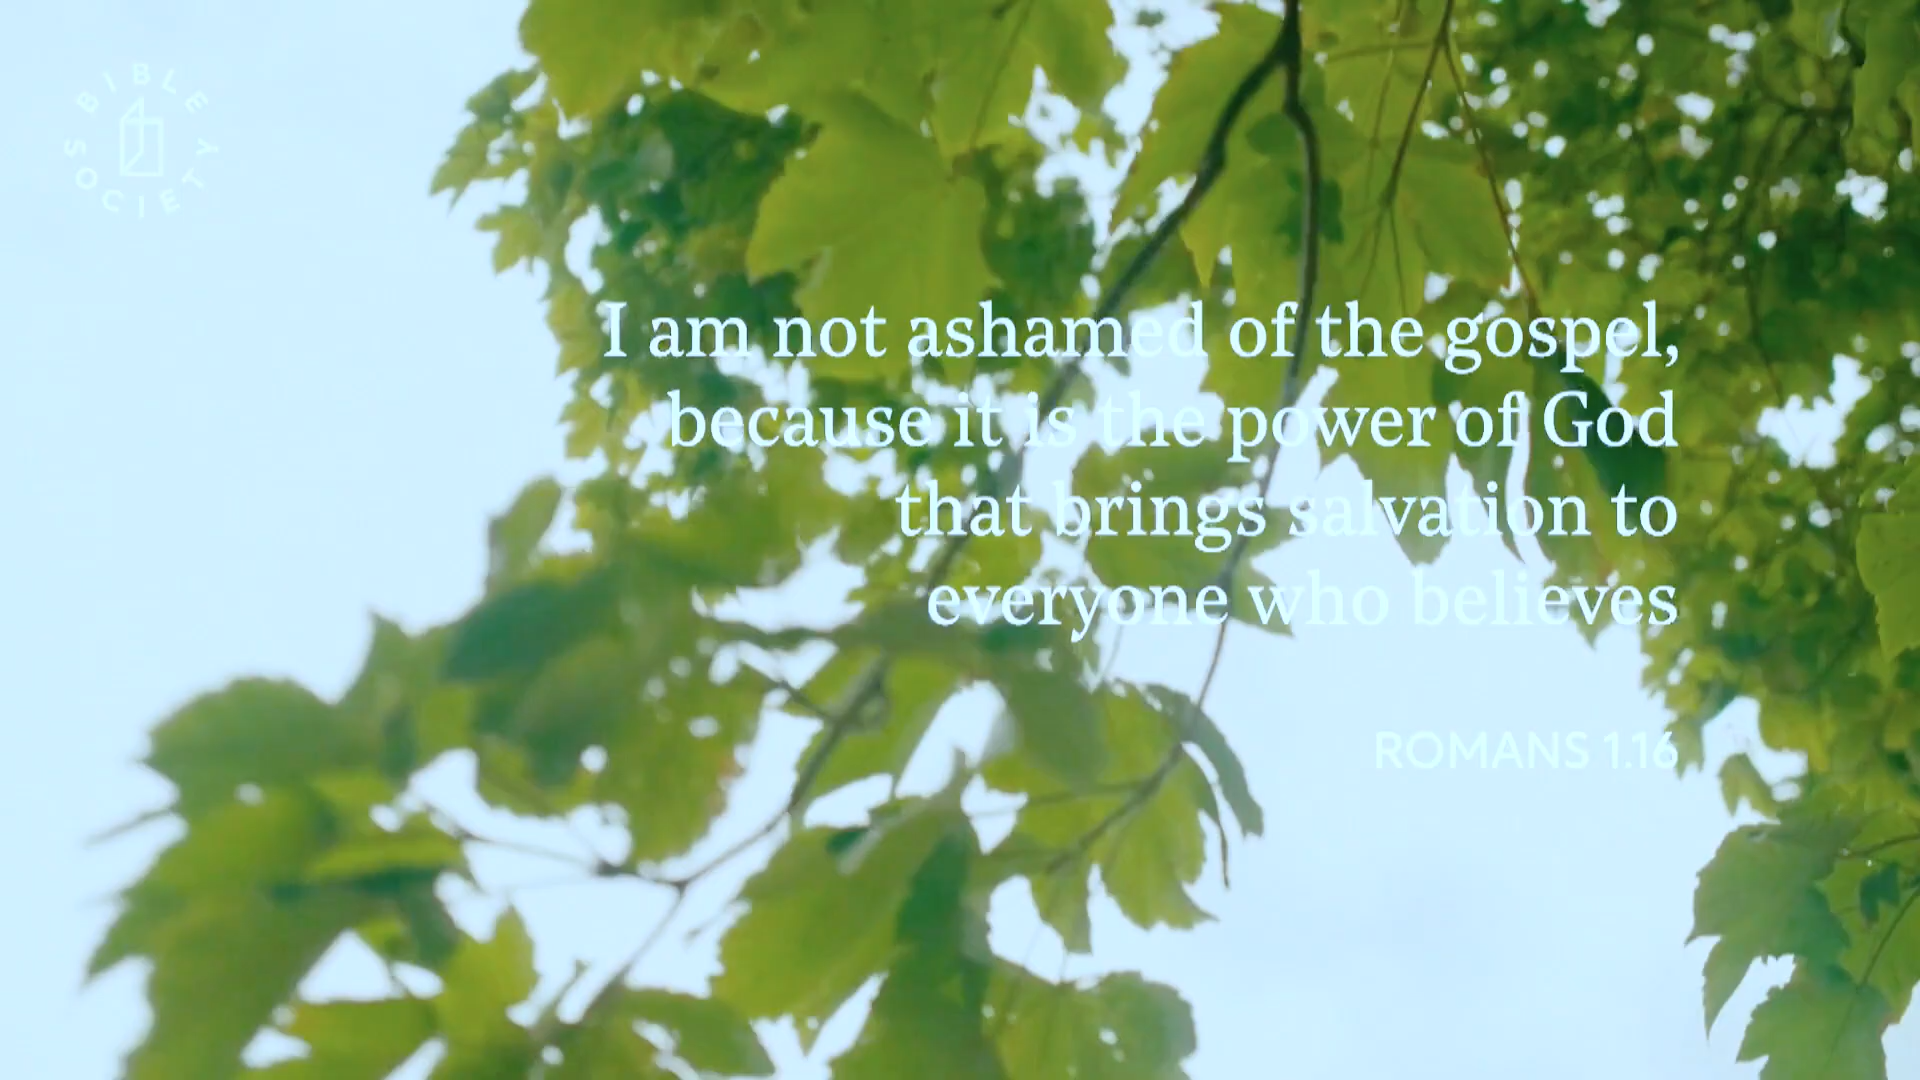 BIBLE SOCIETY
I am not ashamed of the gospel,
because it is the power of God
that brings salvation to
everyone who believes
ROMANS 1.16